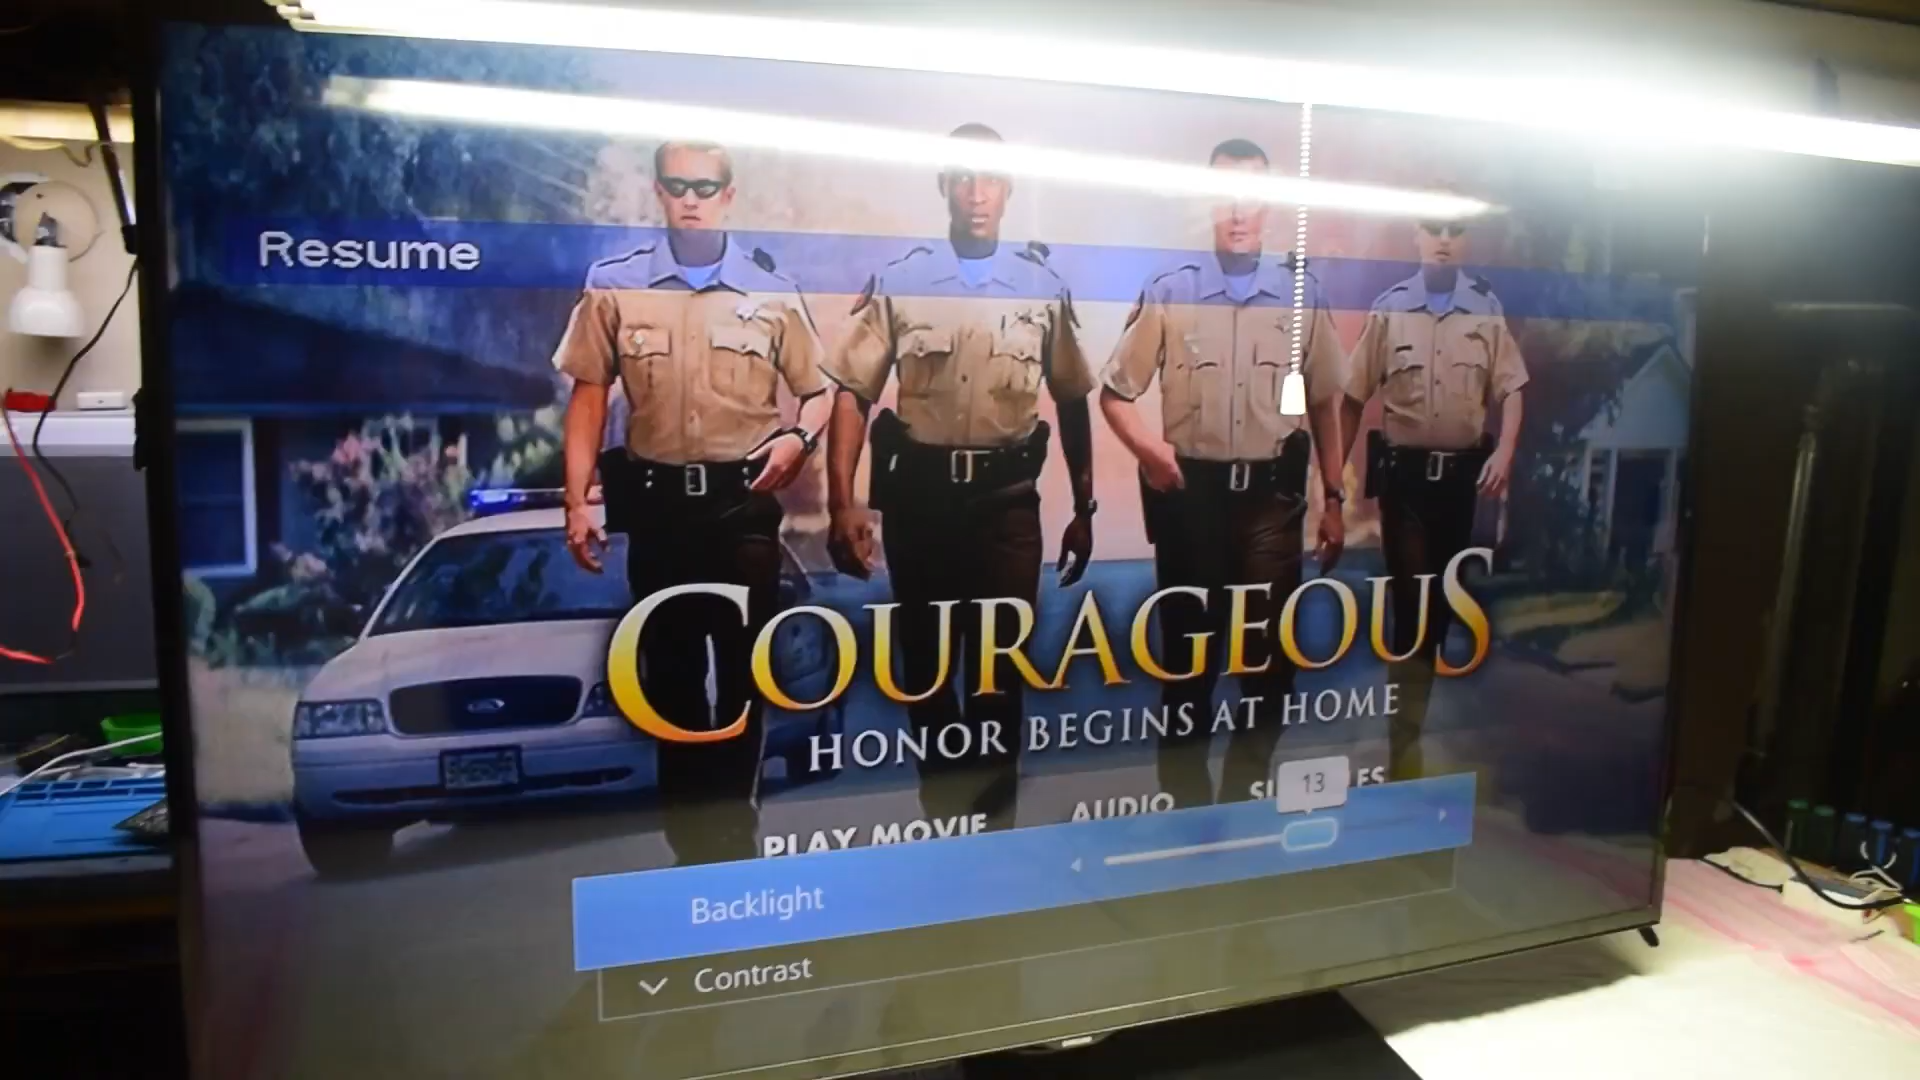 Resume
COURAGEOUS
HONOR BEGINS AT HOME
PLAY MOVIE
AUDIO
13
Backlight
Contrast